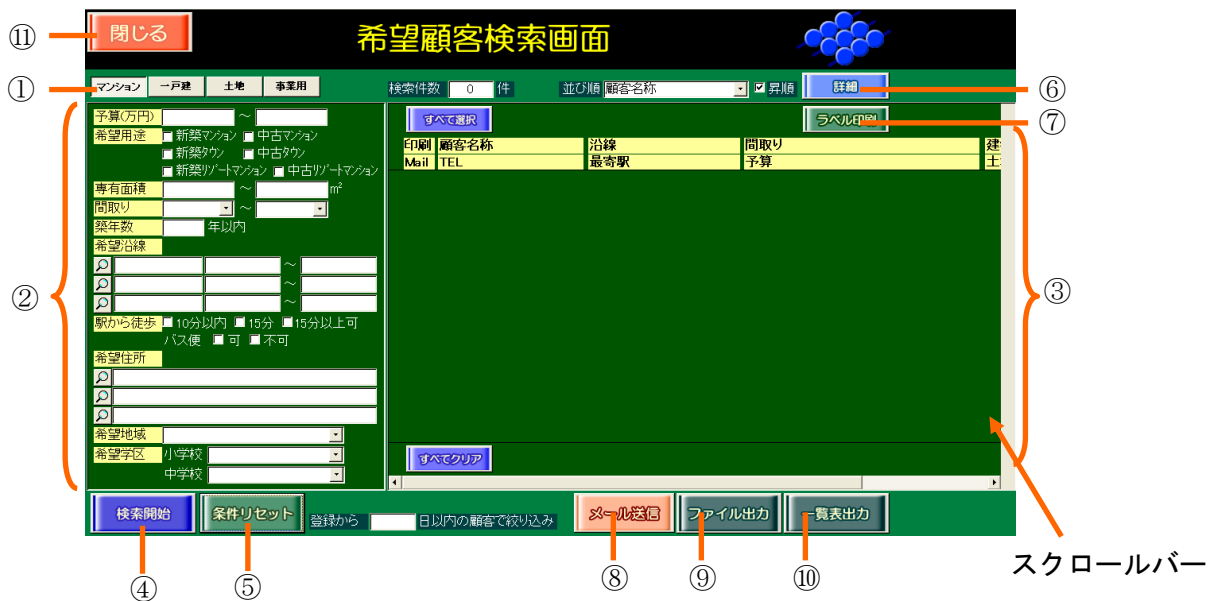 ⑪
閉じる
希望顧客検索画面
①
マンション 一戸建 土地 事業用
検索件数 0 件 並び順 顧客名称 昇順 詳細
⑥
予算(万円) ～
希望用途 新築マンション 中古マンション
新築タウン 中古タウン
新築リゾートマンション 中古リゾートマンション
専有面積 ～ m²
間取り ～
築年数 年以内
希望沿線
～
～
～
駅から徒歩 10分以内 15分 15分以上可
バス便 可 不可
希望住所
希望地域
希望学区 小学校
中学校
②
すべて選択 ラベル印刷
⑦
印刷 顧客名称 沿線 間取り
Mail TEL 最寄駅 予算
③
すべてクリア
検索開始 条件リセット 登録から 日以内の顧客で絞り込み メール送信 ファイル出力 一覧表出力
スクロールバー
④ ⑤ ⑧ ⑨ ⑩